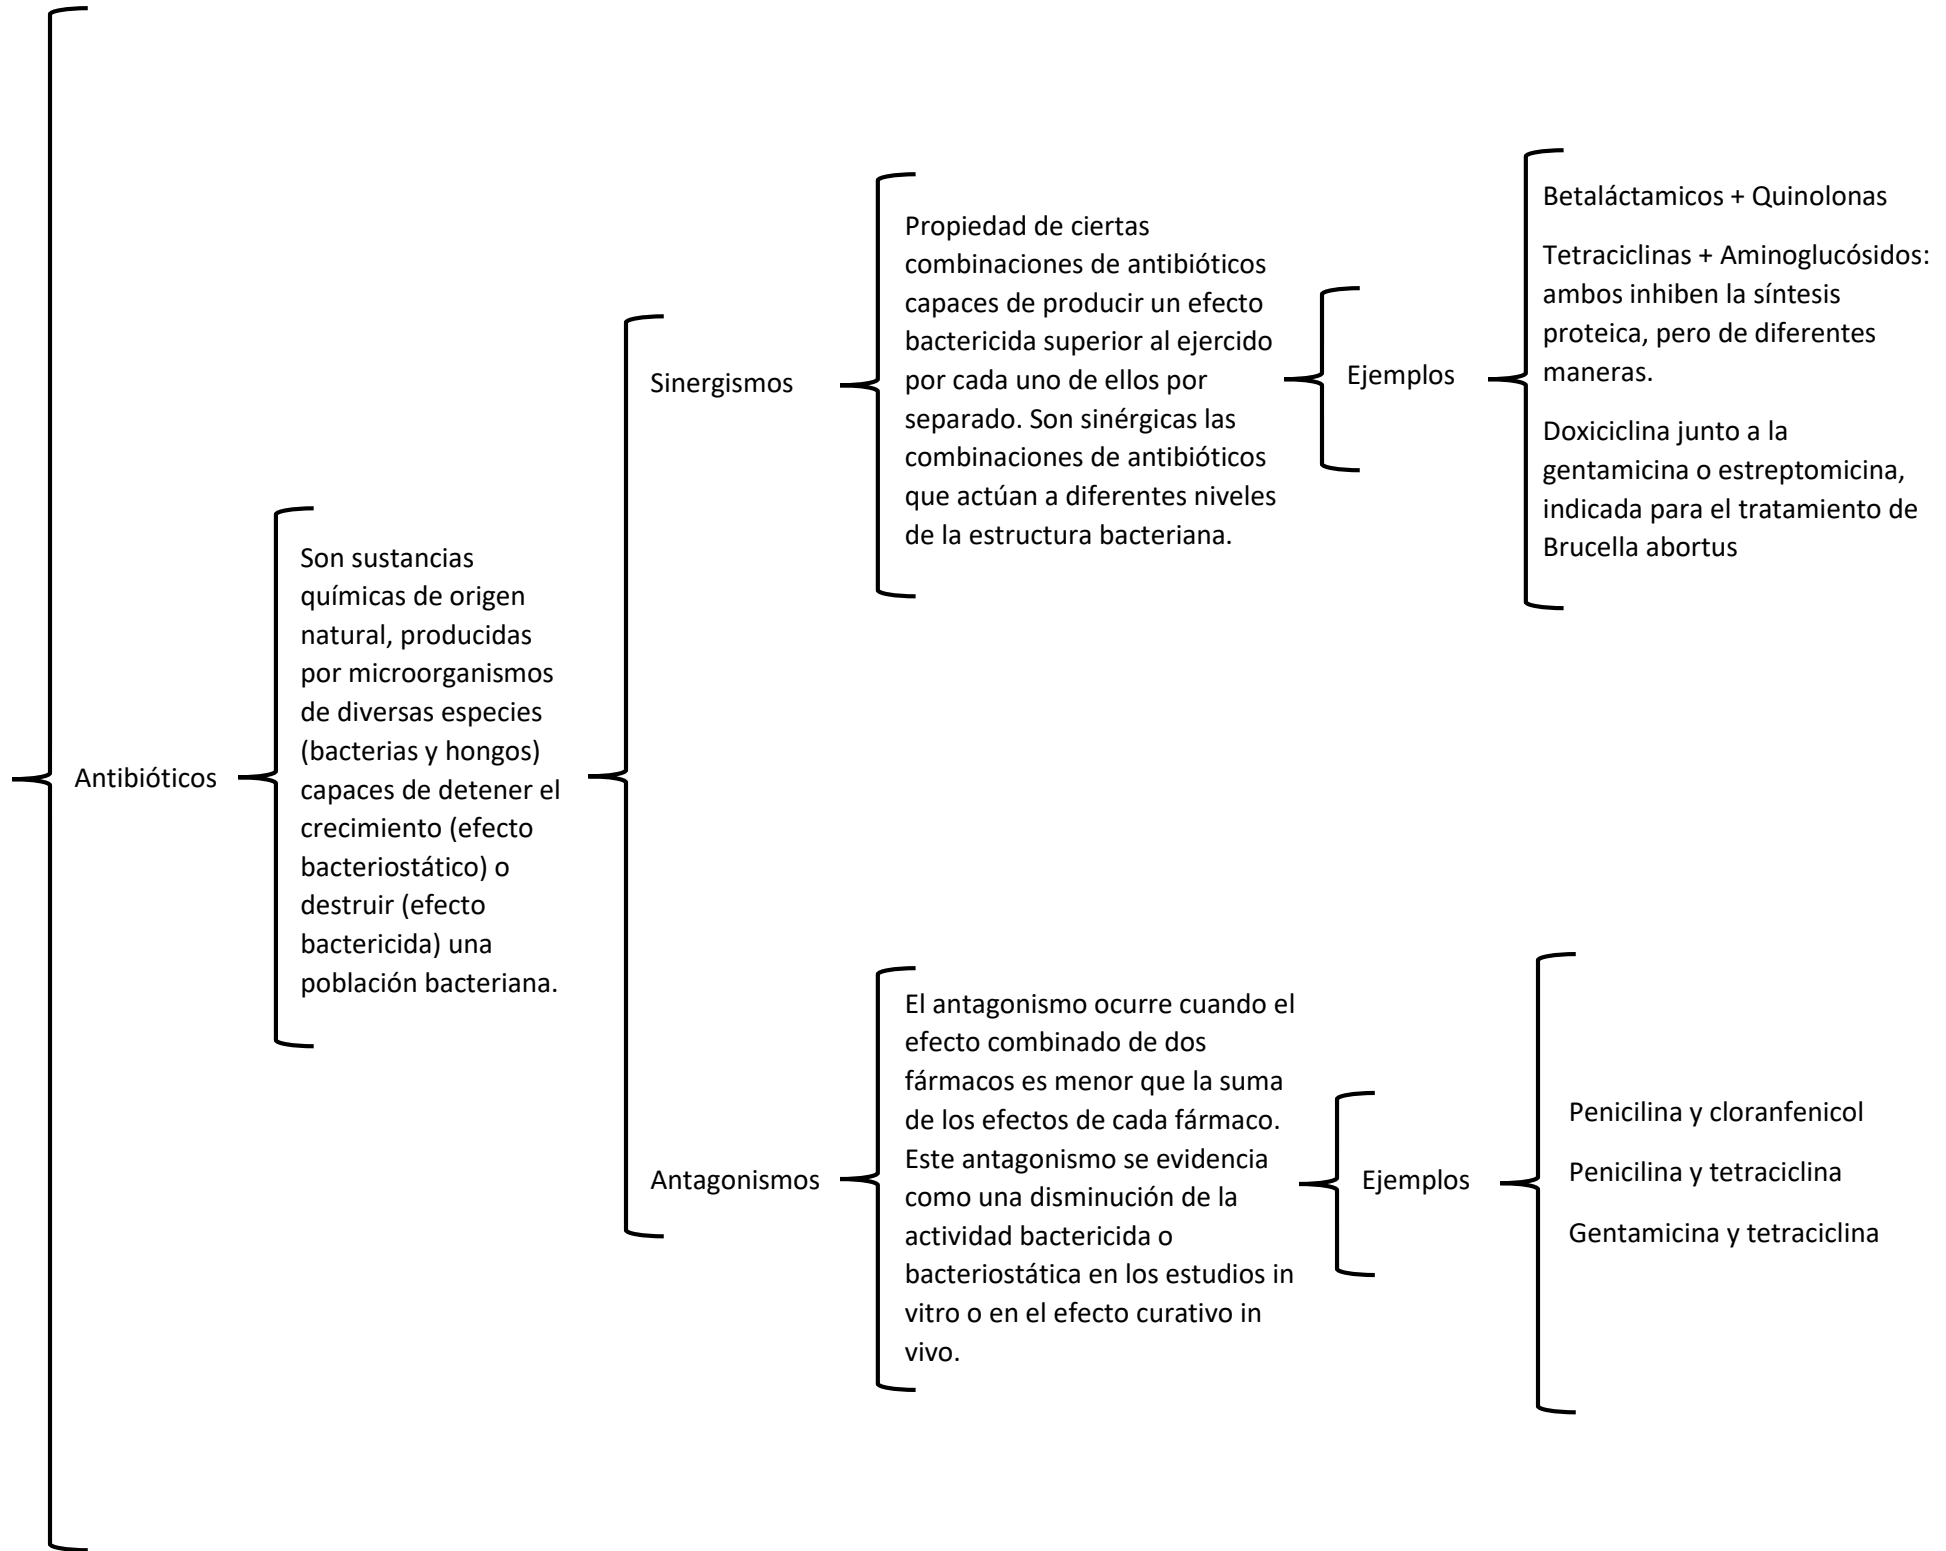 Antibióticos
Son sustancias
químicas de origen
natural, producidas
por microorganismos
de diversas especies
(bacterias y hongos)
capaces de detener el
crecimiento (efecto
bacteriostático) o
destruir (efecto
bactericida) una
población bacteriana.
Sinergismos
Propiedad de ciertas
combinaciones de antibióticos
capaces de producir un efecto
bactericida superior al ejercido
por cada uno de ellos por
separado. Son sinérgicas las
combinaciones de antibióticos
que actúan a diferentes niveles
de la estructura bacteriana.
Ejemplos
Betaláctamicos + Quinolonas
Tetraciclinas + Aminoglucósidos:
ambos inhiben la síntesis
proteica, pero de diferentes
maneras.
Doxiciclina junto a la
gentamicina o estreptomicina,
indicada para el tratamiento de
Brucella abortus
Antagonismos
El antagonismo ocurre cuando el
efecto combinado de dos
fármacos es menor que la suma
de los efectos de cada fármaco.
Este antagonismo se evidencia
como una disminución de la
actividad bactericida o
bacteriostática en los estudios in
vitro o en el efecto curativo in
vivo.
Ejemplos
Penicilina y cloranfenicol
Penicilina y tetraciclina
Gentamicina y tetraciclina